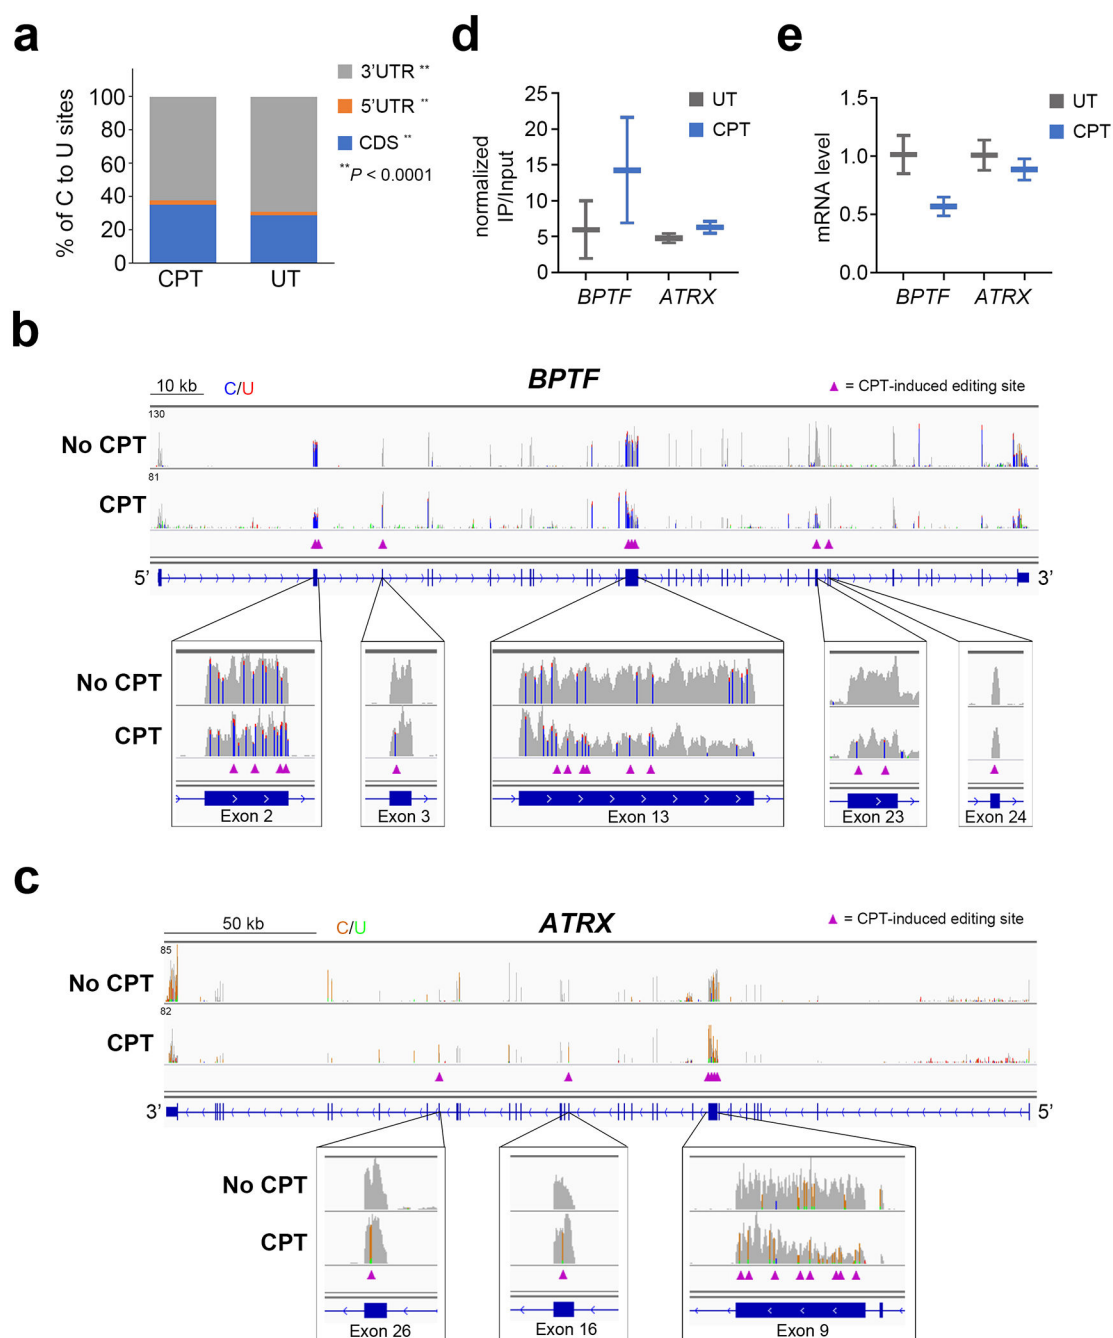 a
% of C to U sites
100
80
60
40
20
0
CPT
UT
3'UTR **
5'UTR **
CDS **
**P < 0.0001
d
normalized
IP/Input
25
20
15
10
5
0
BPTF
ATRX
UT
CPT
e
mRNA level
1.5
1.0
0.5
0.0
BPTF
ATRX
UT
CPT
b
10 kb
C/U
BPTF
▲ = CPT-induced editing site
130
No CPT
81
CPT
5'
3'
No CPT
CPT
Exon 2
Exon 3
Exon 13
Exon 23
Exon 24
c
50 kb
C/U
ATRX
▲ = CPT-induced editing site
85
No CPT
82
CPT
3'
5'
No CPT
CPT
Exon 26
Exon 16
Exon 9